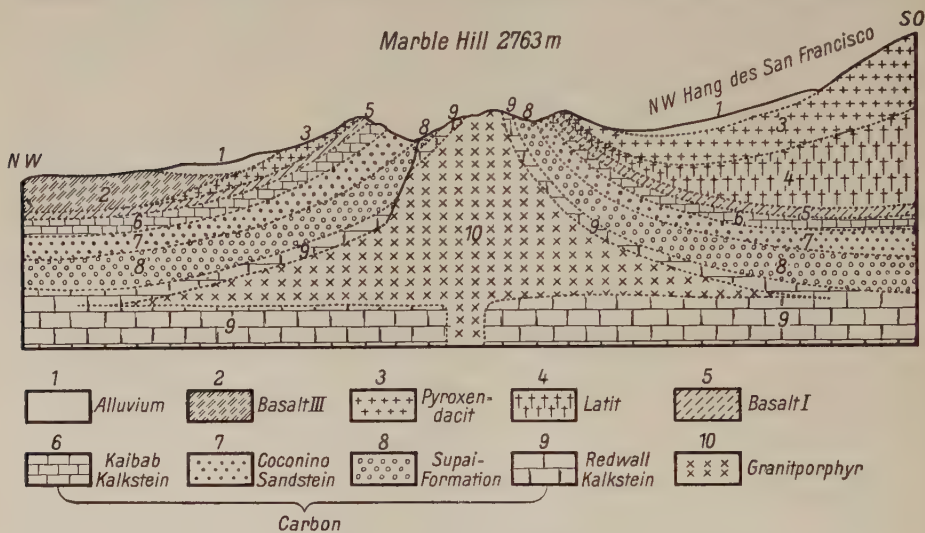 SO
Marble Hill 2763 m
NW Hang des San Francisco
NW
1
3
5
8
9
9
8
1
3
2
4
6
7
8
9
10
9
6
5
7
8
9
9
1
Alluvium
2
Basalt III
3
Pyroxen-
dacit
4
Latit
5
Basalt I
6
Kaibab
Kalkstein
7
Coconino
Sandstein
8
Supai-
Formation
9
Redwall
Kalkstein
10
Granitporphyr
Carbon